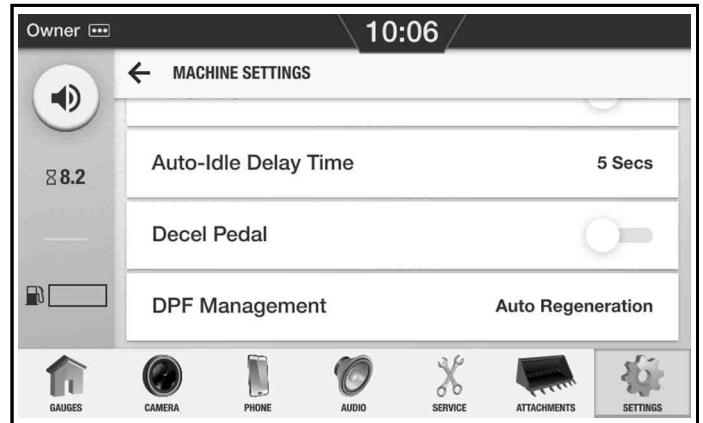 Owner
10:06
MACHINE SETTINGS
8.2
Auto-Idle Delay Time 5 Secs
Decel Pedal
DPF Management Auto Regeneration
GAUGES CAMERA PHONE AUDIO SERVICE ATTACHMENTS SETTINGS